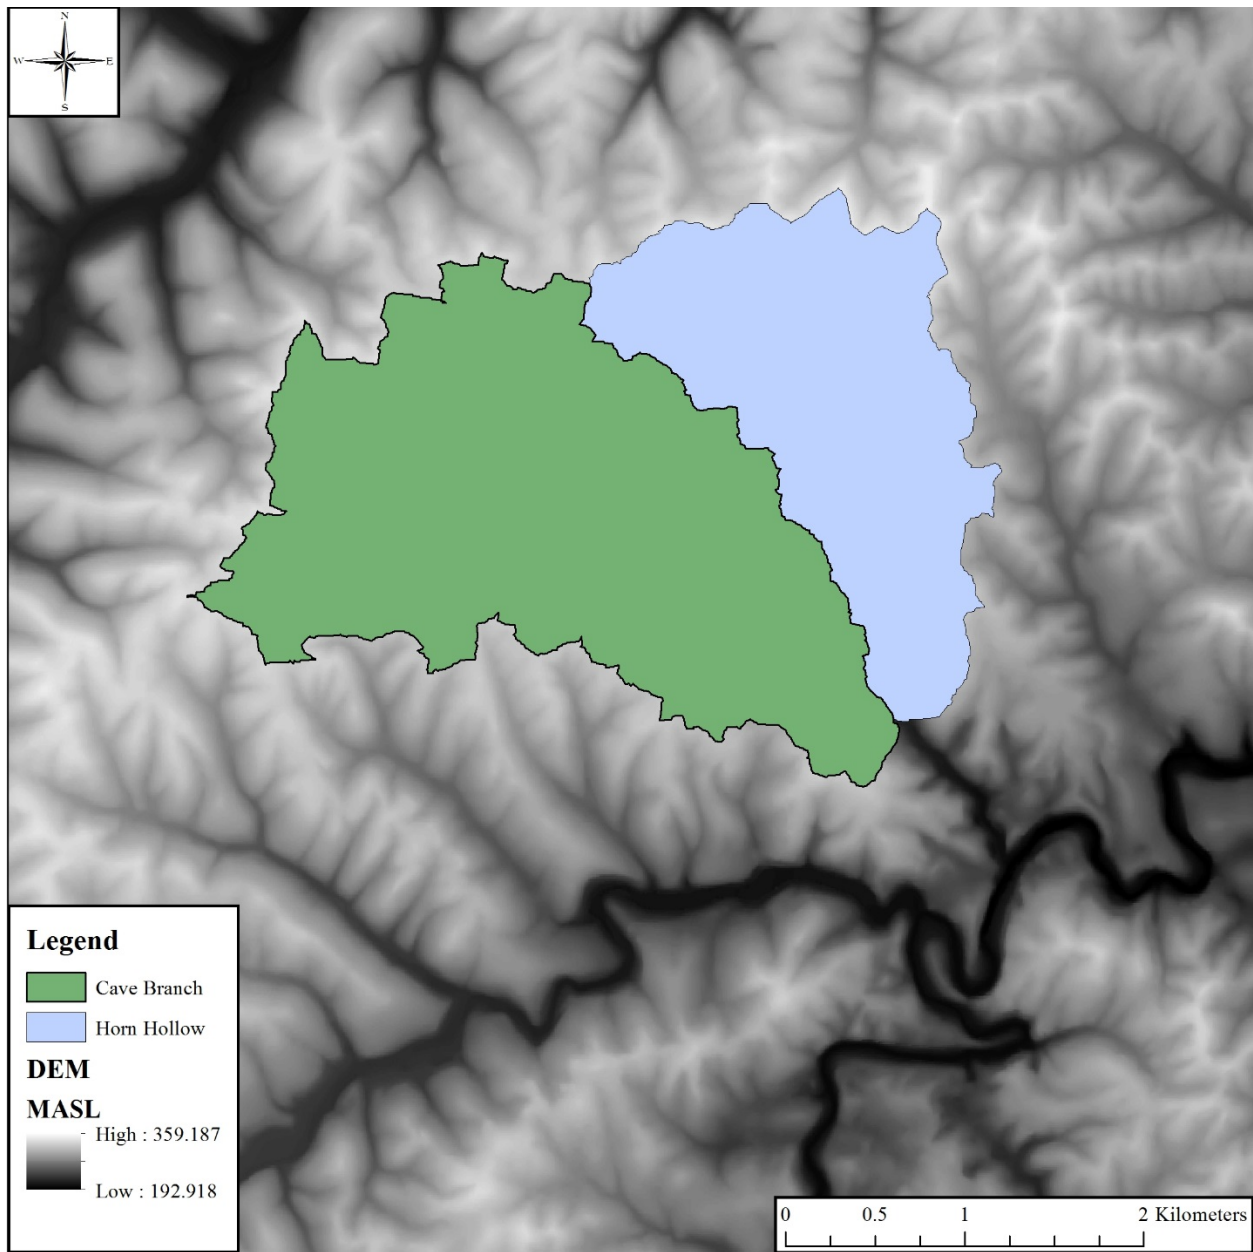 N
W E
S
Legend
Cave Branch
Horn Hollow
DEM
MASL
High : 359.187
Low : 192.918
0 0.5 1 2 Kilometers